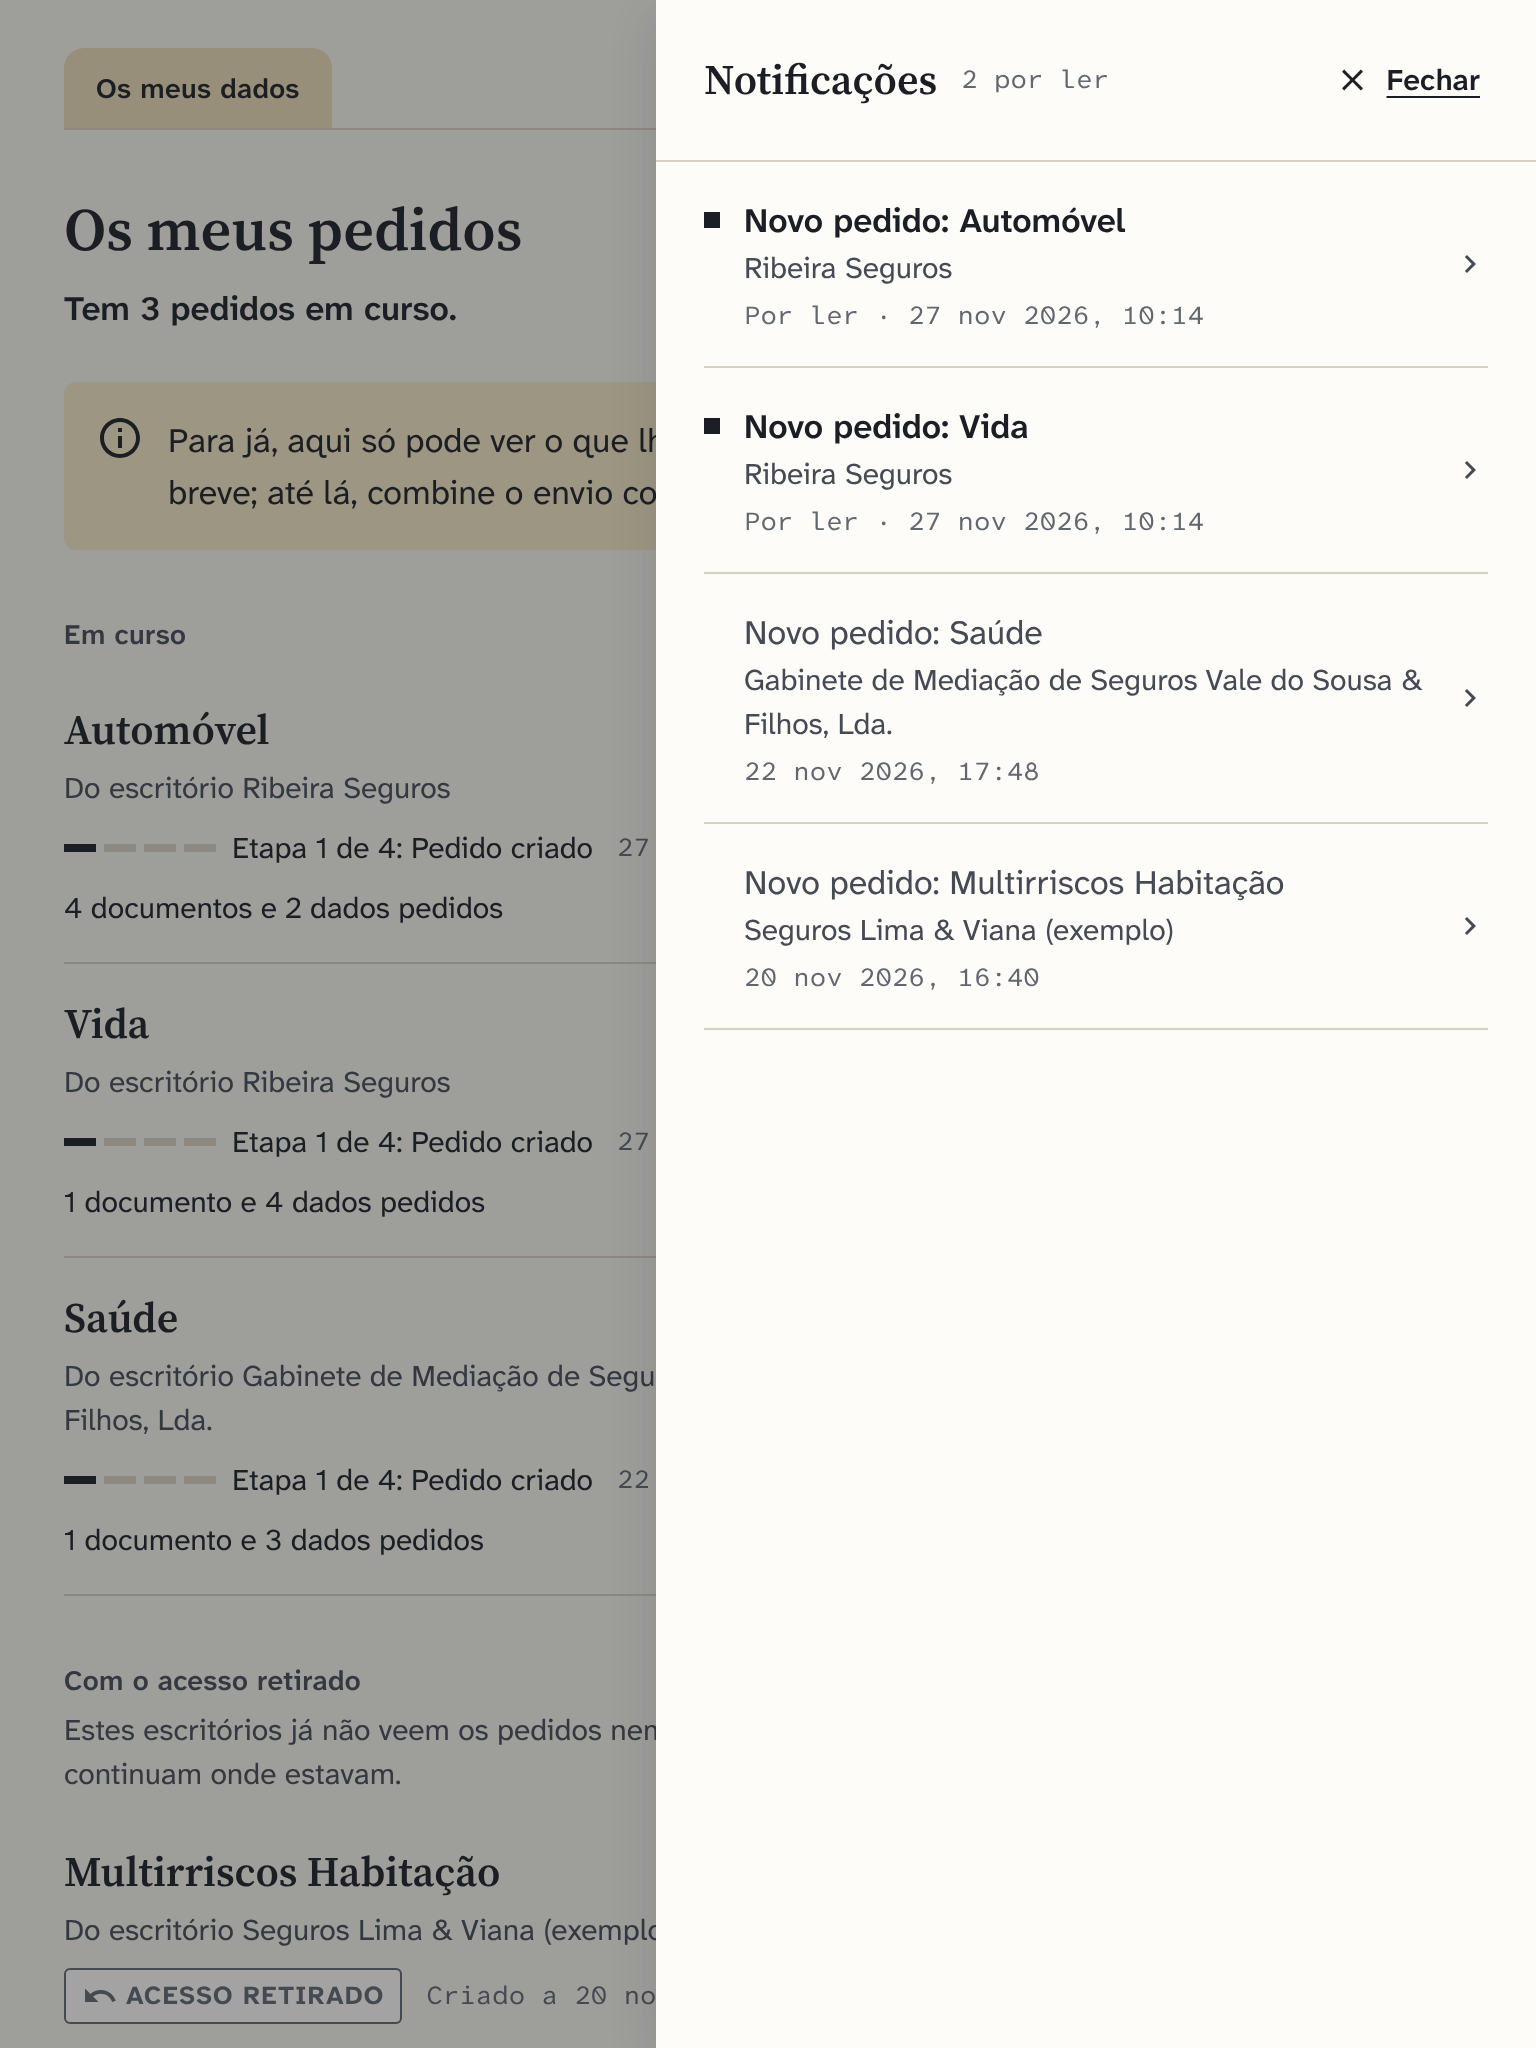 Os meus dados
Os meus pedidos
Tem 3 pedidos em curso.
Para já, aqui só pode ver o que
breve; até lá, combine o envio
Em curso
Automóvel
Do escritório Ribeira Seguros
Etapa 1 de 4: Pedido criado 27
4 documentos e 2 dados pedidos
Vida
Do escritório Ribeira Seguros
Etapa 1 de 4: Pedido criado 27
1 documento e 4 dados pedidos
Saúde
Do escritório Gabinete de Mediação de
Filhos, Lda.
Etapa 1 de 4: Pedido criado 22
1 documento e 3 dados pedidos
Com o acesso retirado
Estes escritórios já não veem os pedidos
continuam onde estavam.
Multirriscos Habitação
Do escritório Seguros Lima & Viana
ACESSO RETIRADO Criado a 20
Notificações 2 por ler
Fechar
Novo pedido: Automóvel
Ribeira Seguros
Por ler · 27 nov 2026, 10:14
Novo pedido: Vida
Ribeira Seguros
Por ler · 27 nov 2026, 10:14
Novo pedido: Saúde
Gabinete de Mediação de Seguros Vale do Sousa &
Filhos, Lda.
22 nov 2026, 17:48
Novo pedido: Multirriscos Habitação
Seguros Lima & Viana (exemplo)
20 nov 2026, 16:40